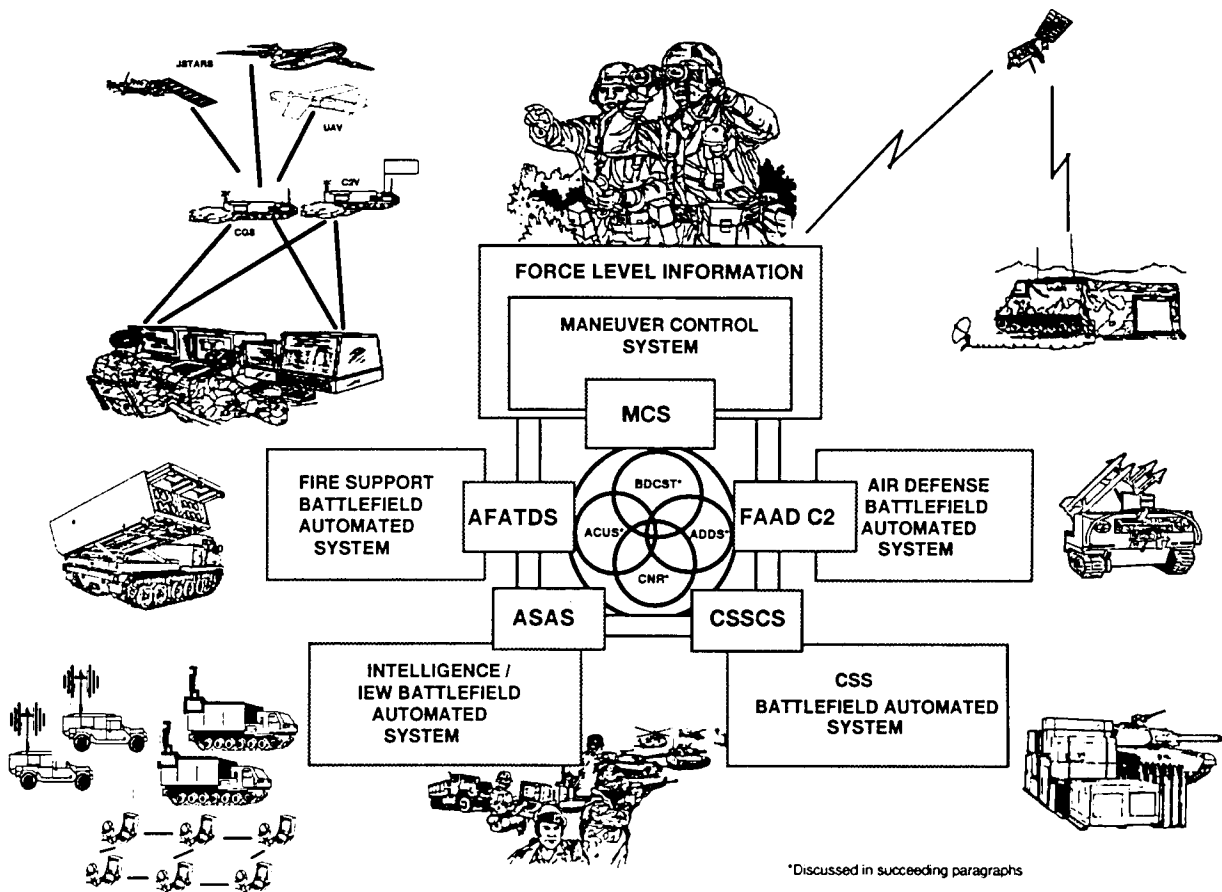 JSTARS
UAV
C2V
CGS
FORCE LEVEL INFORMATION
MANEUVER CONTROL
SYSTEM
MCS
FIRE SUPPORT
BATTLEFIELD
AUTOMATED
SYSTEM
AFATDS
BDCST*
ACUS*
ADDS*
CNR*
FAAD C2
AIR DEFENSE
BATTLEFIELD
AUTOMATED
SYSTEM
ASAS
CSSCS
INTELLIGENCE /
IEW BATTLEFIELD
AUTOMATED
SYSTEM
CSS
BATTLEFIELD AUTOMATED
SYSTEM
*Discussed in succeeding paragraphs